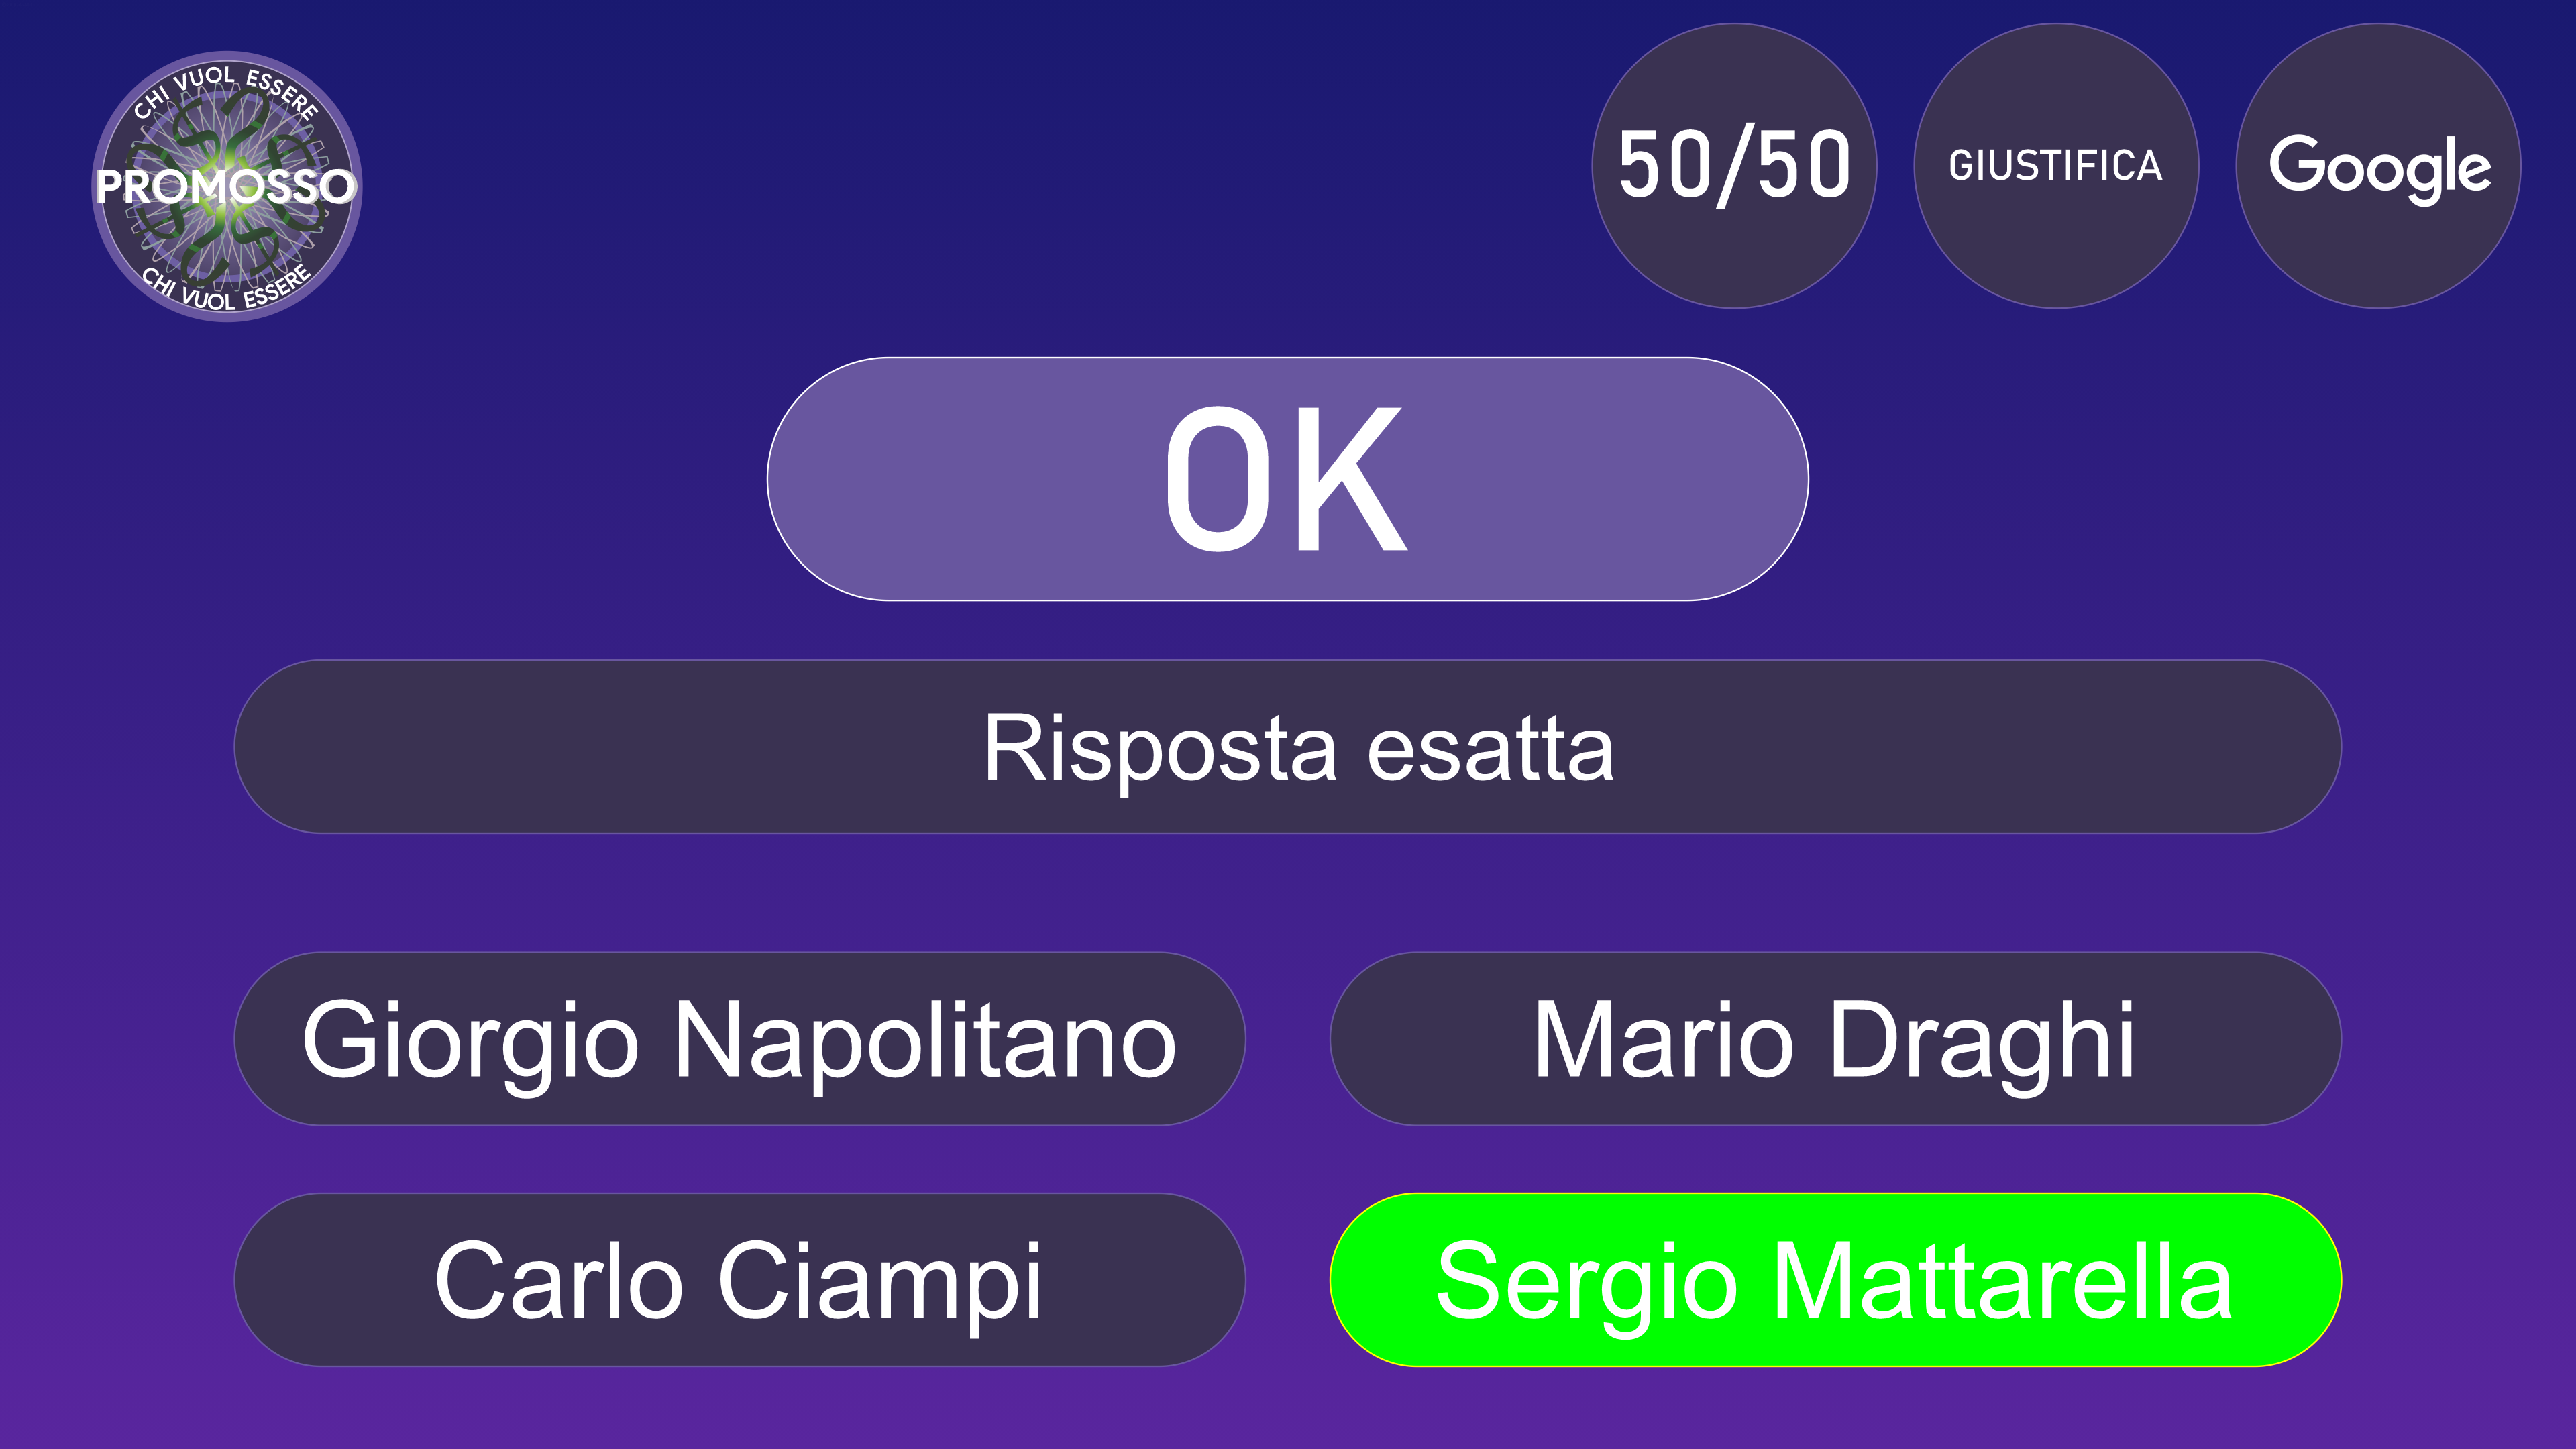 CHI VUOL ESSERE
PROMOSSO
CHI VUOL ESSERE
50/50
GIUSTIFICA
Google
OK
Risposta esatta
Giorgio Napolitano
Mario Draghi
Carlo Ciampi
Sergio Mattarella